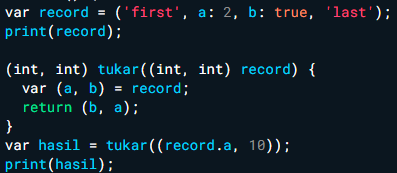 var record = ('first', a: 2, b: true, 'last');
print(record);

(int, int) tukar((int, int) record) {
  var (a, b) = record;
  return (b, a);
}
var hasil = tukar((record.a, 10));
print(hasil);